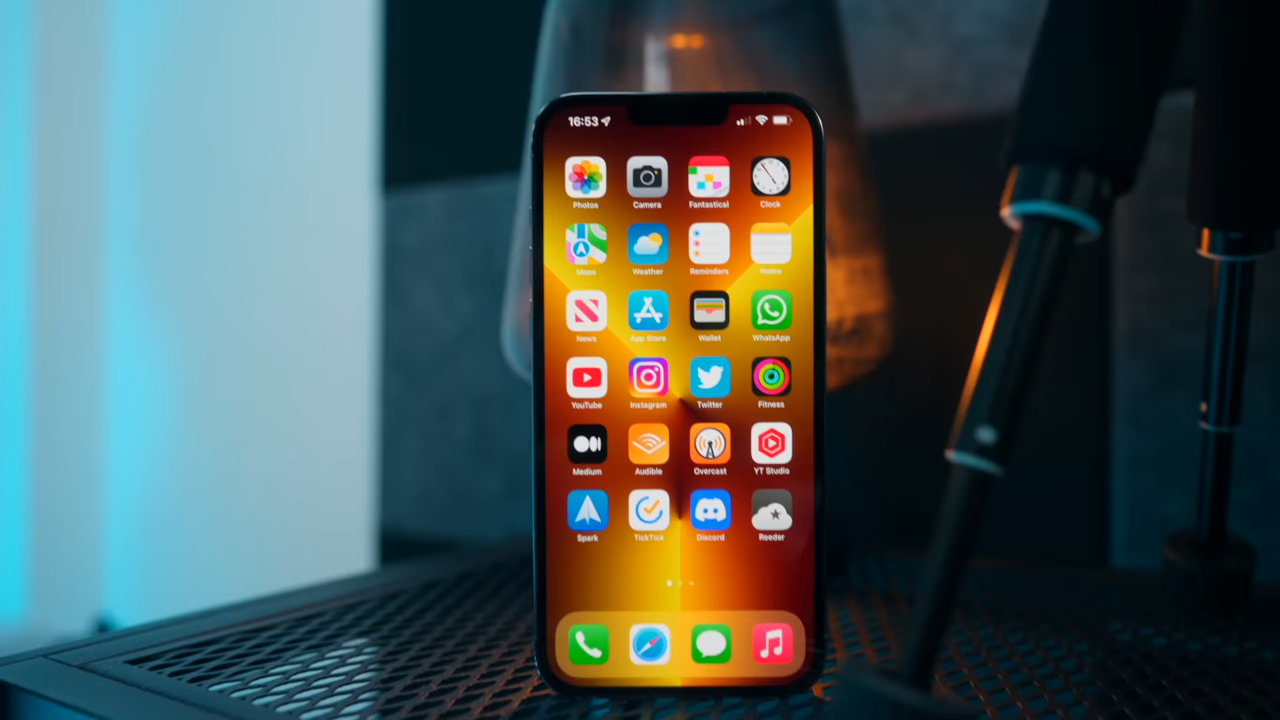 16:53
Photos Camera Fantastical Clock
Maps Weather Reminders Notes
News App Store Wallet WhatsApp
YouTube Instagram Twitter Fitness
Medium Audible Overcast YT Studio
Spark TickTick Discord Reeder